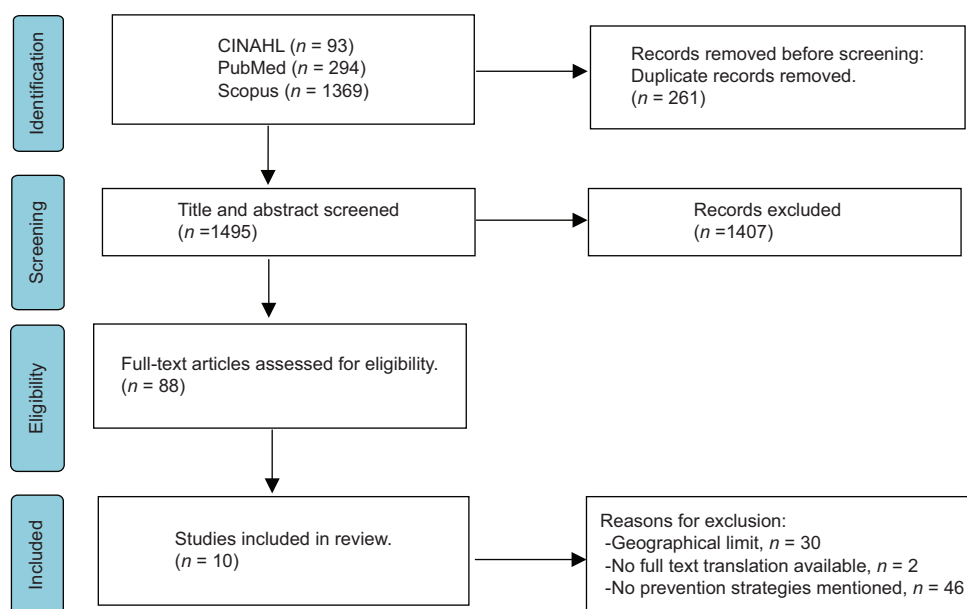 Identification
CINAHL (n = 93)
PubMed (n = 294)
Scopus (n = 1369)
Records removed before screening:
Duplicate records removed.
(n = 261)
Screening
Title and abstract screened
(n =1495)
Records excluded
(n =1407)
Eligibility
Full-text articles assessed for eligibility.
(n = 88)
Included
Studies included in review.
(n = 10)
Reasons for exclusion:
-Geographical limit, n = 30
-No full text translation available, n = 2
-No prevention strategies mentioned, n = 46